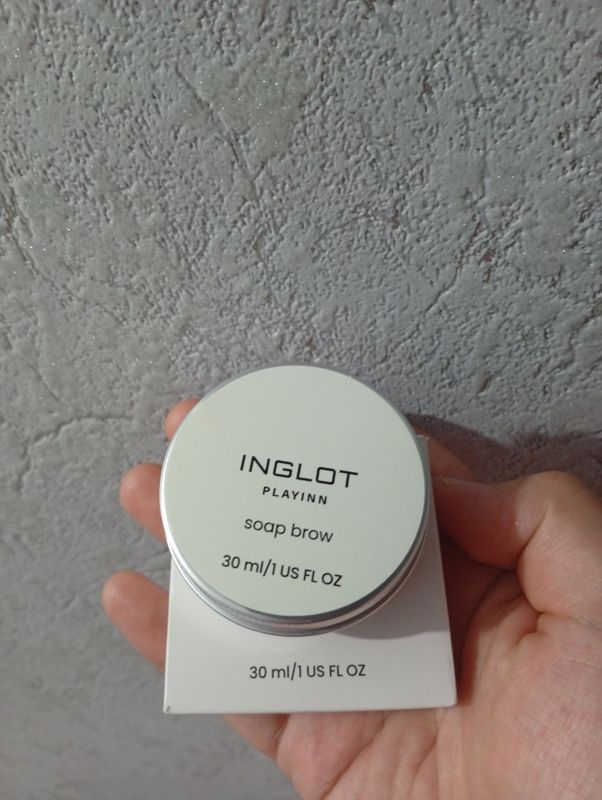 INGLOT
PLAYINN
soap brow
30 ml/1 US FL OZ
30 ml/1 US FL OZ